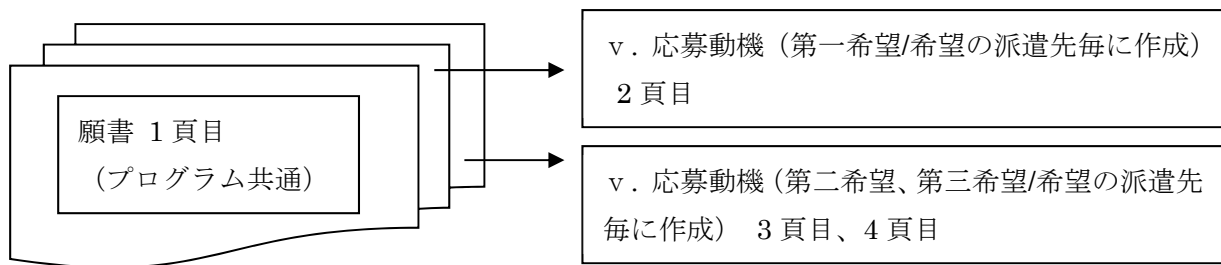 願書 1頁目
（プログラム共通）
ⅴ. 応募動機（第一希望/希望の派遣先毎に作成）
2頁目
ⅴ. 応募動機（第二希望、第三希望/希望の派遣先
毎に作成） 3頁目、4頁目